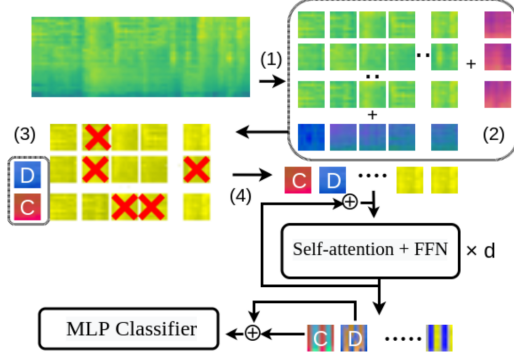 (1)
+
+
(2)
(3)
D
C
(4)
C D
Self-attention + FFN × d
MLP Classifier
C D